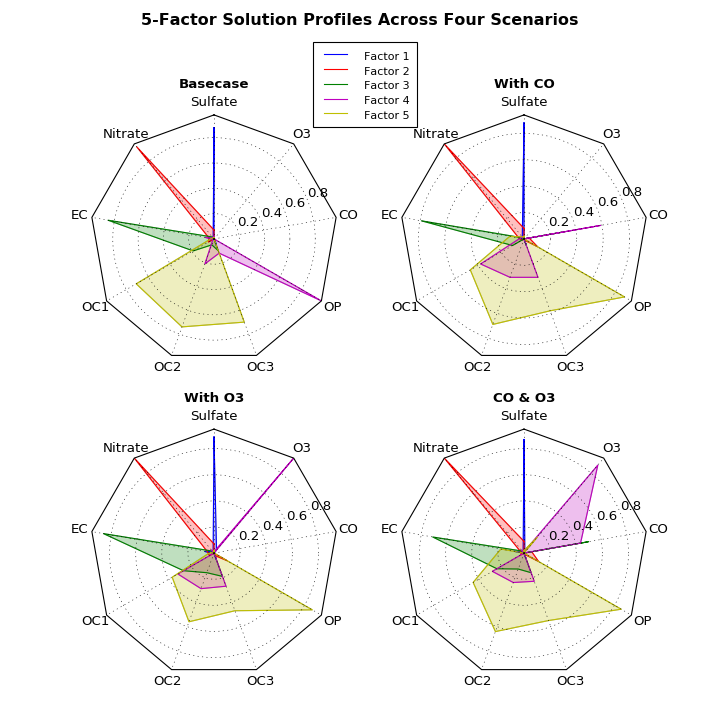 5-Factor Solution Profiles Across Four Scenarios
Factor 1
Factor 2
Factor 3
Factor 4
Factor 5
Basecase
Sulfate
Nitrate
O3
EC
CO
OC1
OP
OC2
OC3
0.2
0.4
0.6
0.8
With CO
Sulfate
Nitrate
O3
EC
CO
OC1
OP
OC2
OC3
0.2
0.4
0.6
0.8
With O3
Sulfate
Nitrate
O3
EC
CO
OC1
OP
OC2
OC3
0.2
0.4
0.6
0.8
CO & O3
Sulfate
Nitrate
O3
EC
CO
OC1
OP
OC2
OC3
0.2
0.4
0.6
0.8